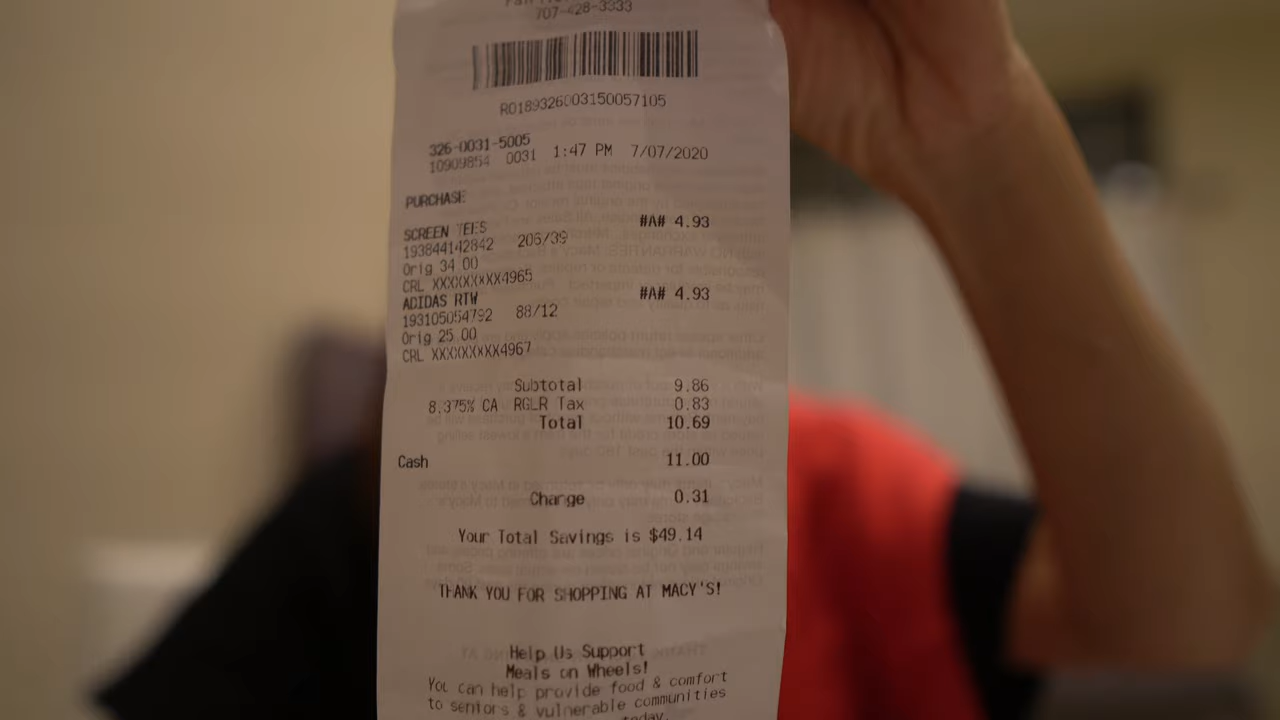 707-428-3333
R0189326003150057105
326-0031-5005
10909854 0031 1:47 PM 7/07/2020
PURCHASE
SCREEN TEES #A# 4.93
193844142842 206/39
Orig 34.00
CRL XXXXXXXXX4965
ADIDAS RTW #A# 4.93
193105054792 88/12
Orig 25.00
CRL XXXXXXXXX4967
Subtotal 9.86
8.375% CA RGLR Tax 0.83
Total 10.69
Cash 11.00
Change 0.31
Your Total Savings is $49.14
THANK YOU FOR SHOPPING AT MACY'S!
Help Us Support
Meals on Wheels!
You can help provide food & comfort
to seniors & vulnerable communities
today.